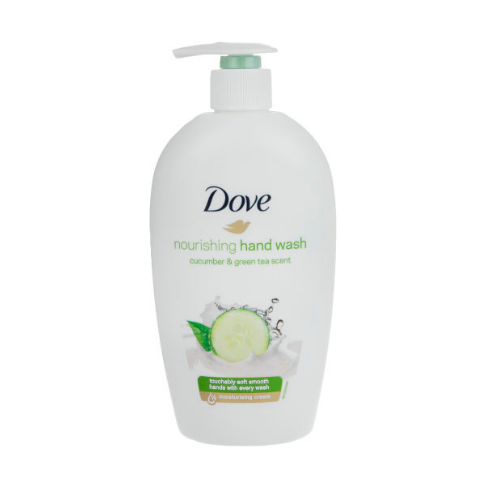 Dove
nourishing hand wash
cucumber & green tea scent
touchably soft smooth
hands with every wash
moisturising cream